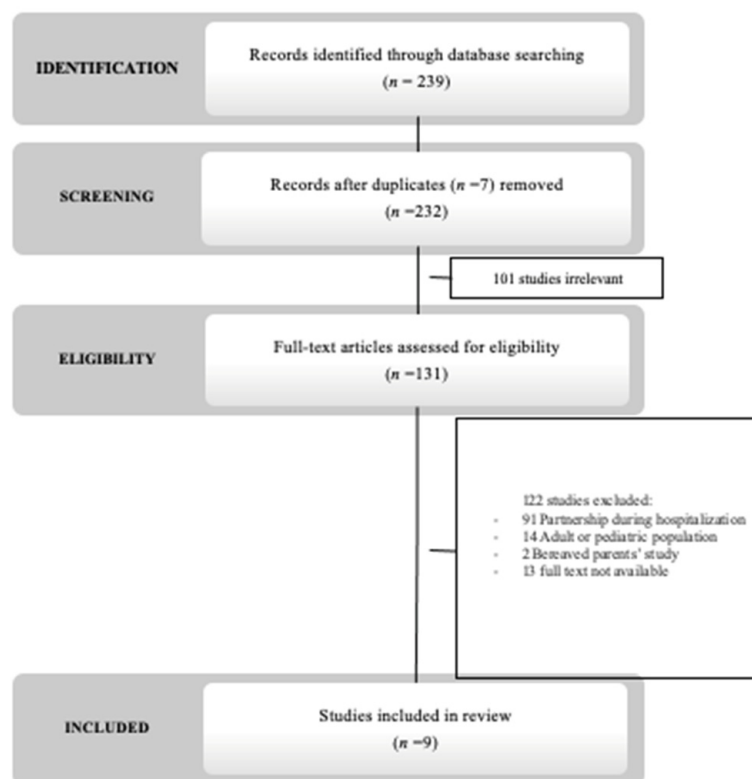 IDENTIFICATION
Records identified through database searching
(n = 239)
SCREENING
Records after duplicates (n =7) removed
(n =232)
101 studies irrelevant
ELIGIBILITY
Full-text articles assessed for eligibility
(n =131)
122 studies excluded:
- 91 Partnership during hospitalization
- 14 Adult or pediatric population
- 2 Bereaved parents' study
- 13 full text not available
INCLUDED
Studies included in review
(n =9)